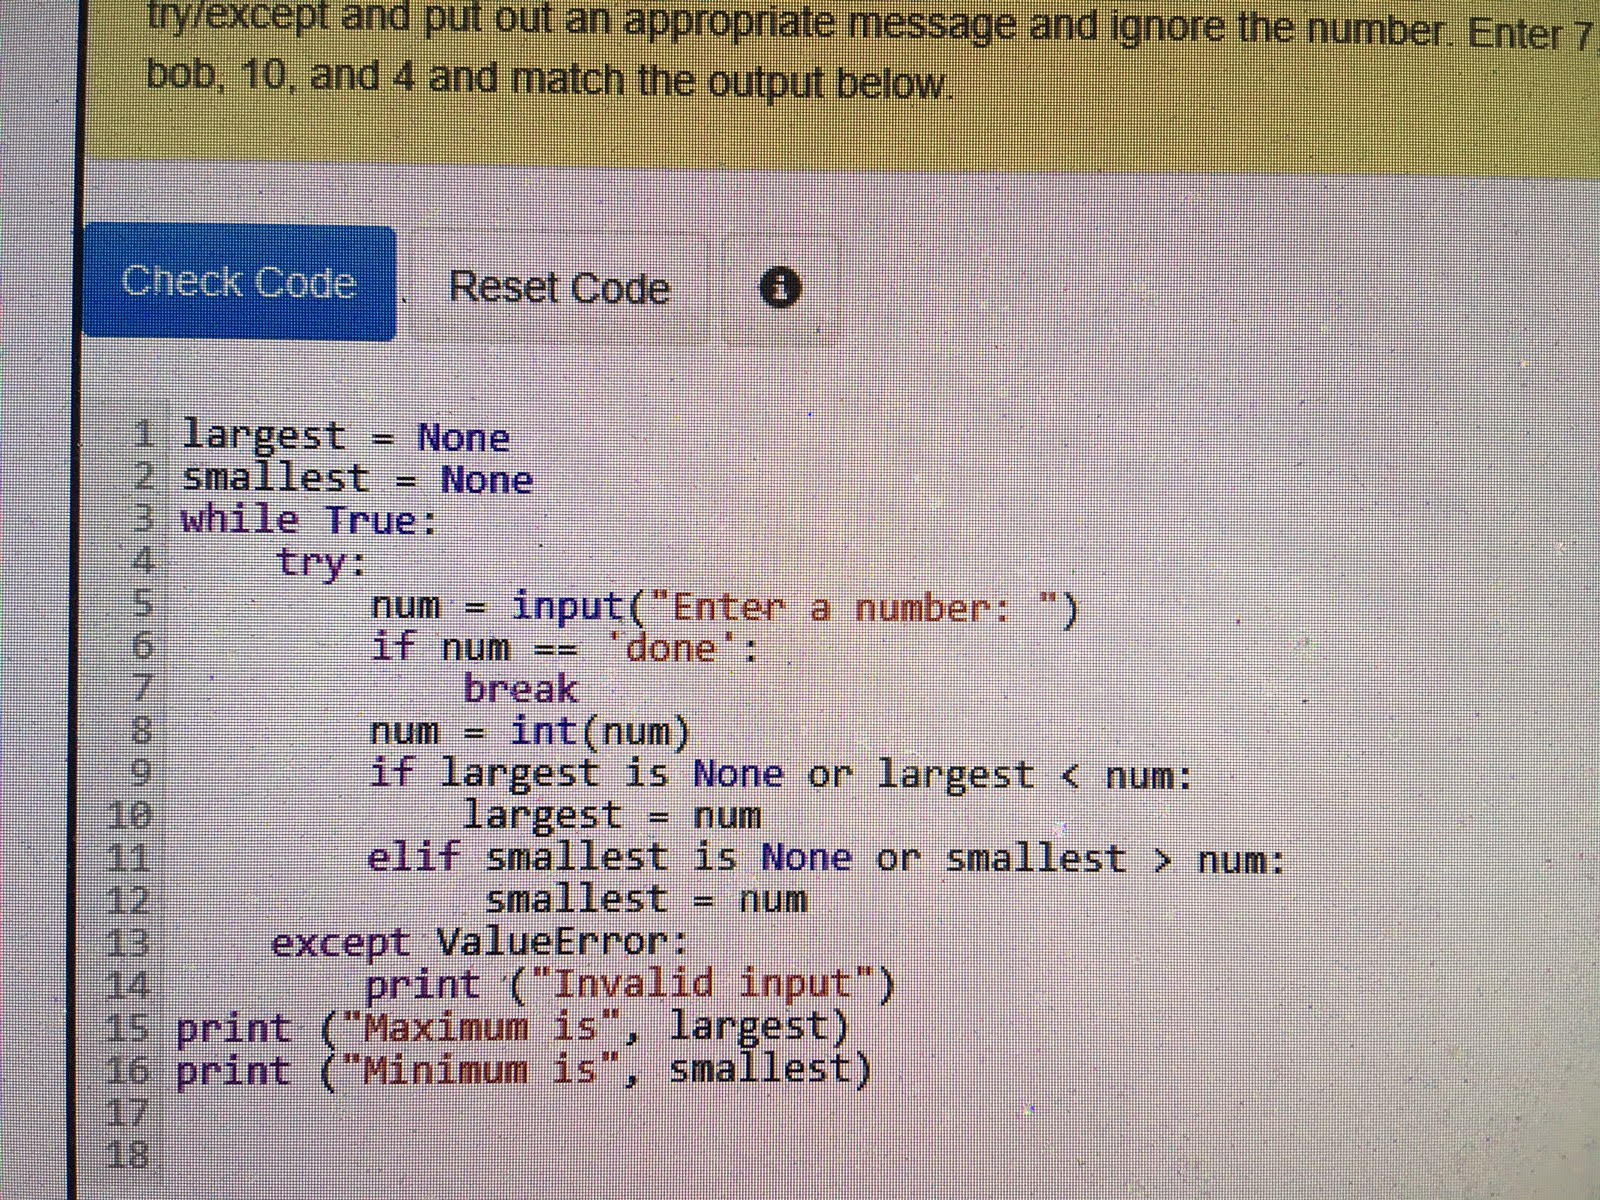 try/except and put out an appropriate message and ignore the number. Enter 7
bob, 10, and 4 and match the output below.
Check Code
Reset Code
1 largest = None
2 smallest = None
3 while True:
4 try:
5 num = input("Enter a number: ")
6 if num == 'done':
7 break
8 num = int(num)
9 if largest is None or largest < num:
10 largest = num
11 elif smallest is None or smallest > num:
12 smallest = num
13 except ValueError:
14 print ("Invalid input")
15 print ("Maximum is", largest)
16 print ("Minimum is", smallest)
17
18